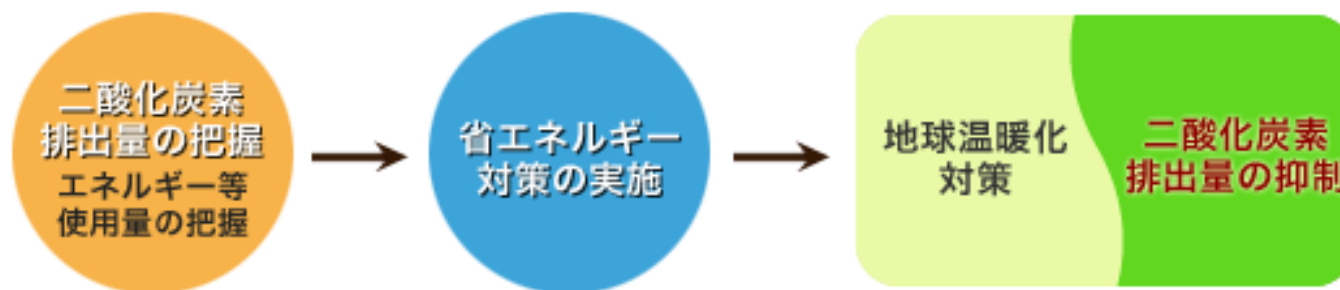 二酸化炭素
排出量の把握
エネルギー等
使用量の把握
省エネルギー
対策の実施
地球温暖化
対策
二酸化炭素
排出量の抑制